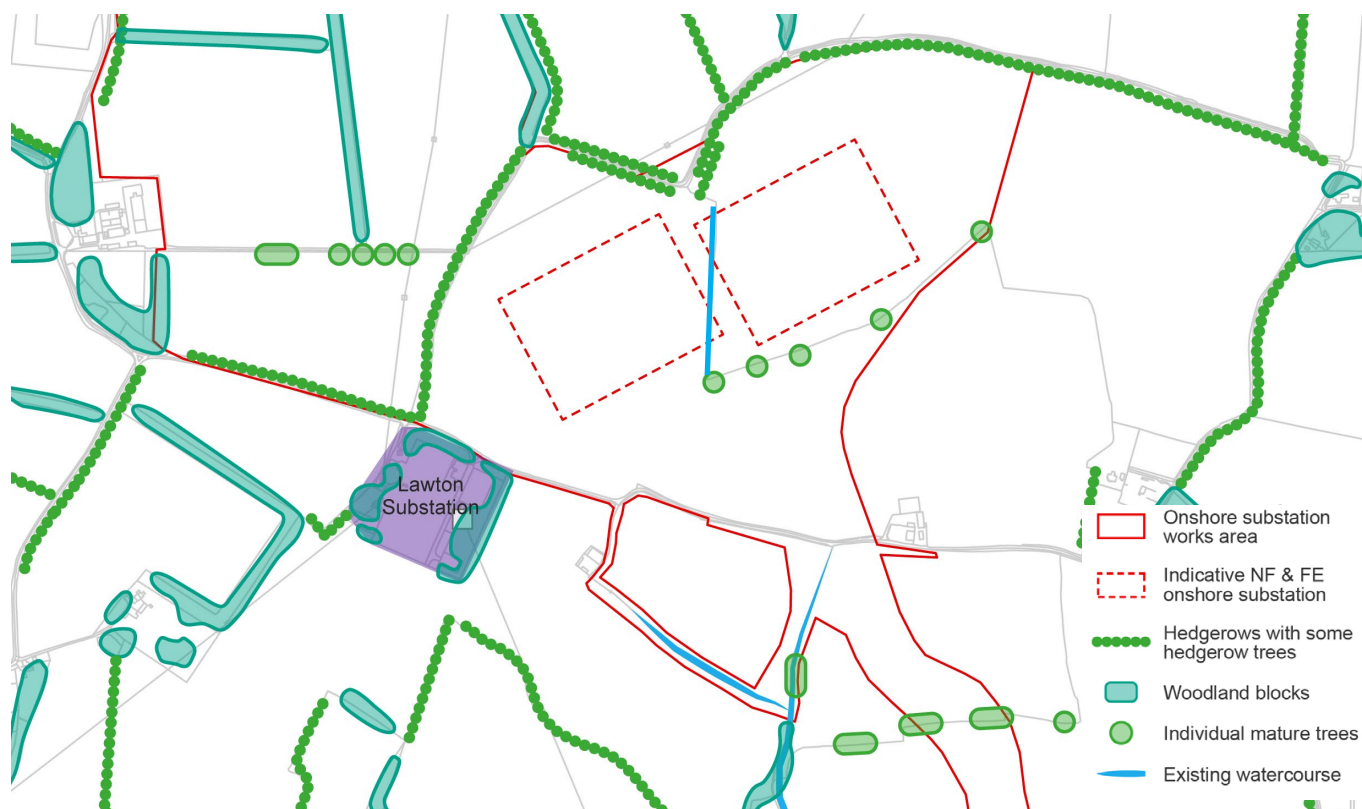 Lawton
Substation
Onshore substation
works area
Indicative NF & FE
onshore substation
Hedgerows with some
hedgerow trees
Woodland blocks
Individual mature trees
Existing watercourse